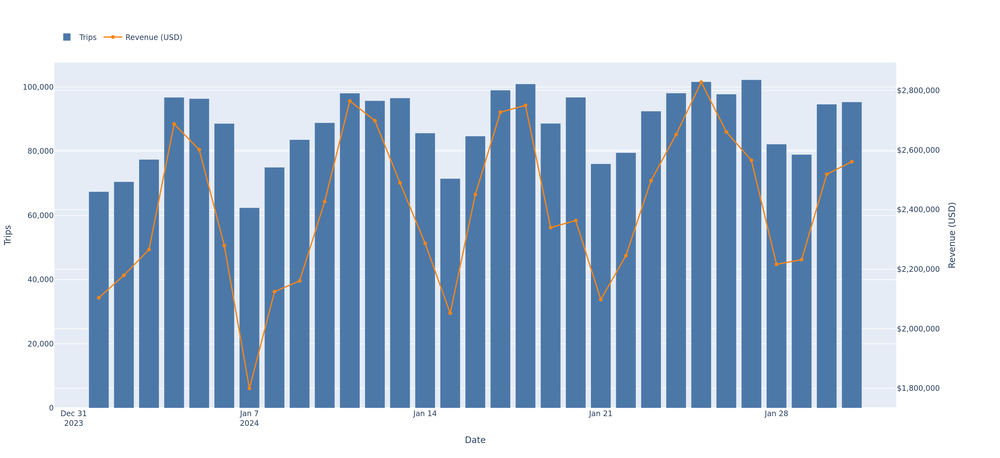 Trips Revenue (USD)
100,000
80,000
60,000
40,000
20,000
0
Trips
$2,800,000
$2,600,000
$2,400,000
$2,200,000
$2,000,000
$1,800,000
Revenue (USD)
Dec 31 Jan 7 Jan 14 Jan 21 Jan 28
2023 2024
Date